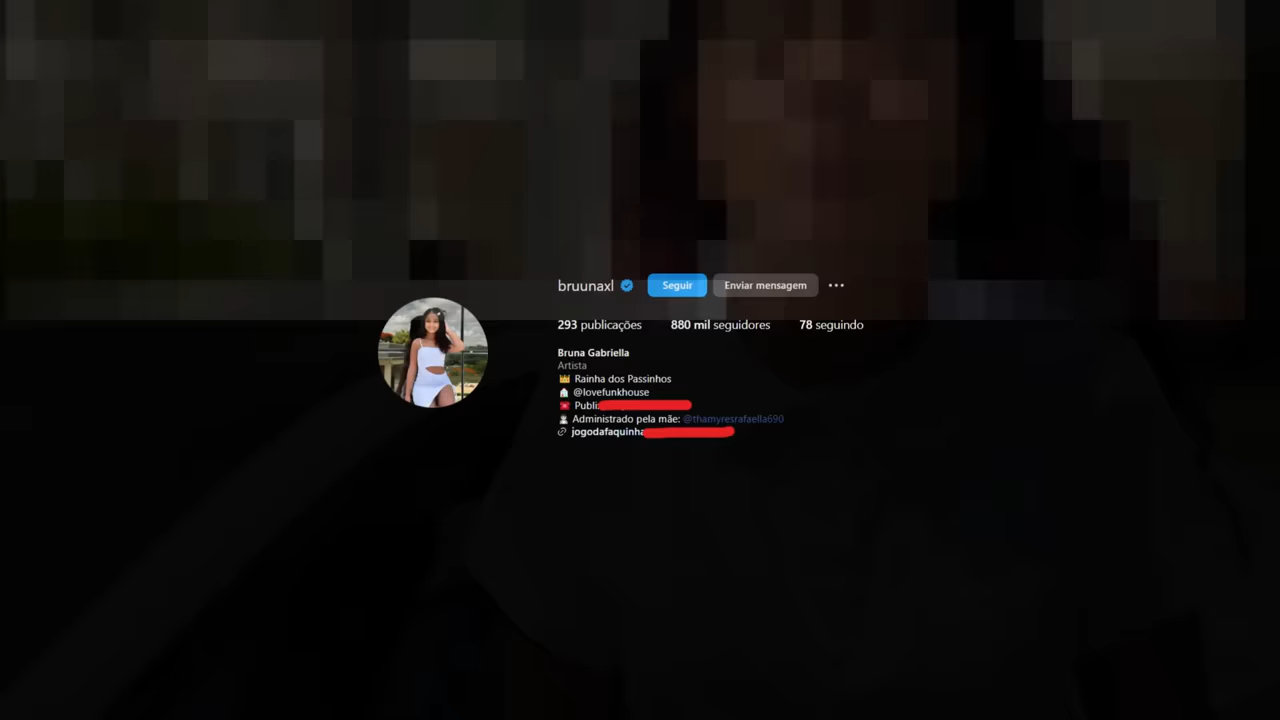 bruunaxl Seguir Enviar mensagem
293 publicações 880 mil seguidores 78 seguindo
Bruna Gabriella
Artista
Rainha dos Passinhos
@lovefunkhouse
Publi
Administrado pela mãe: @thamyresrafaella690
jogodafaquinha